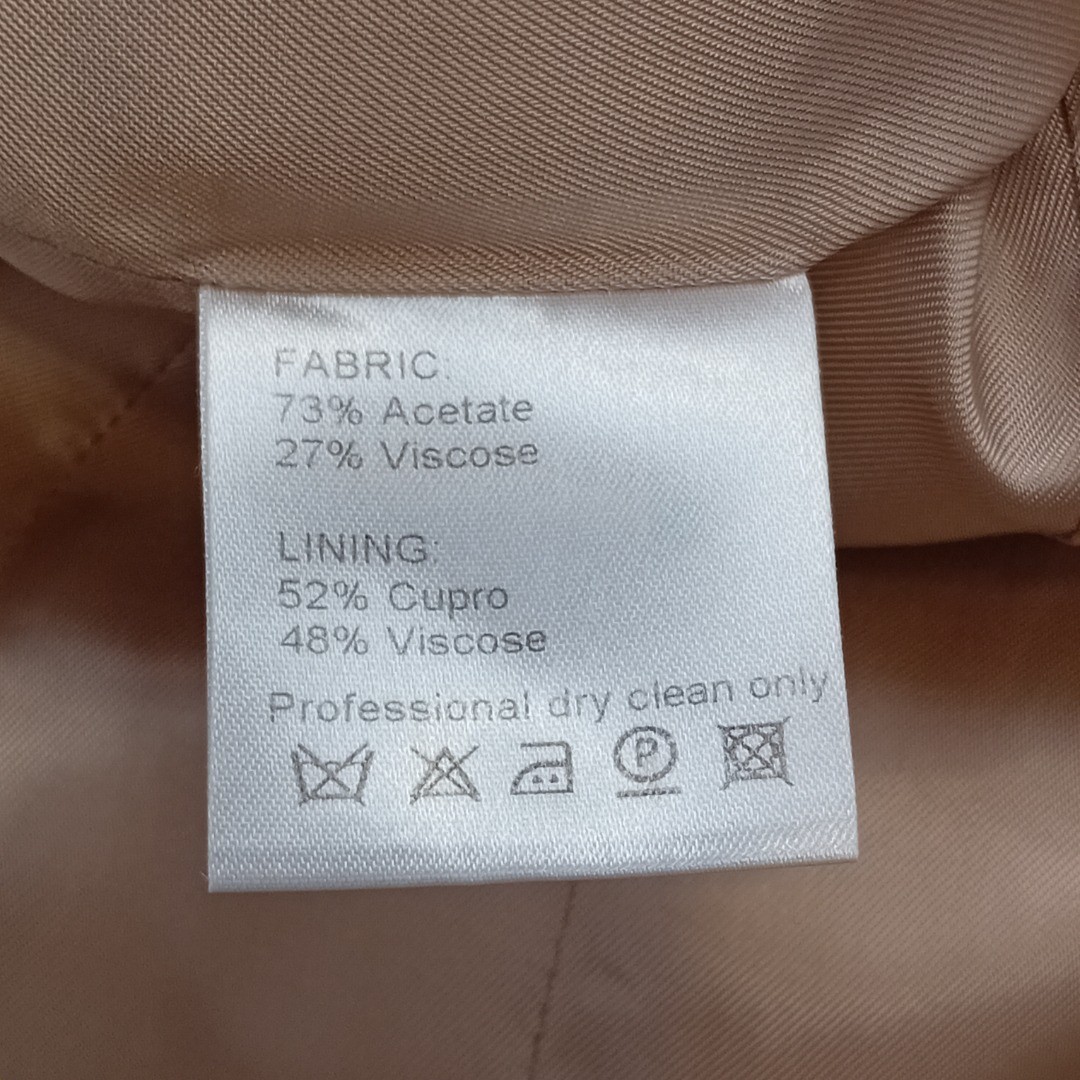 FABRIC:
73% Acetate
27% Viscose
LINING:
52% Cupro
48% Viscose
Professional dry clean only
P